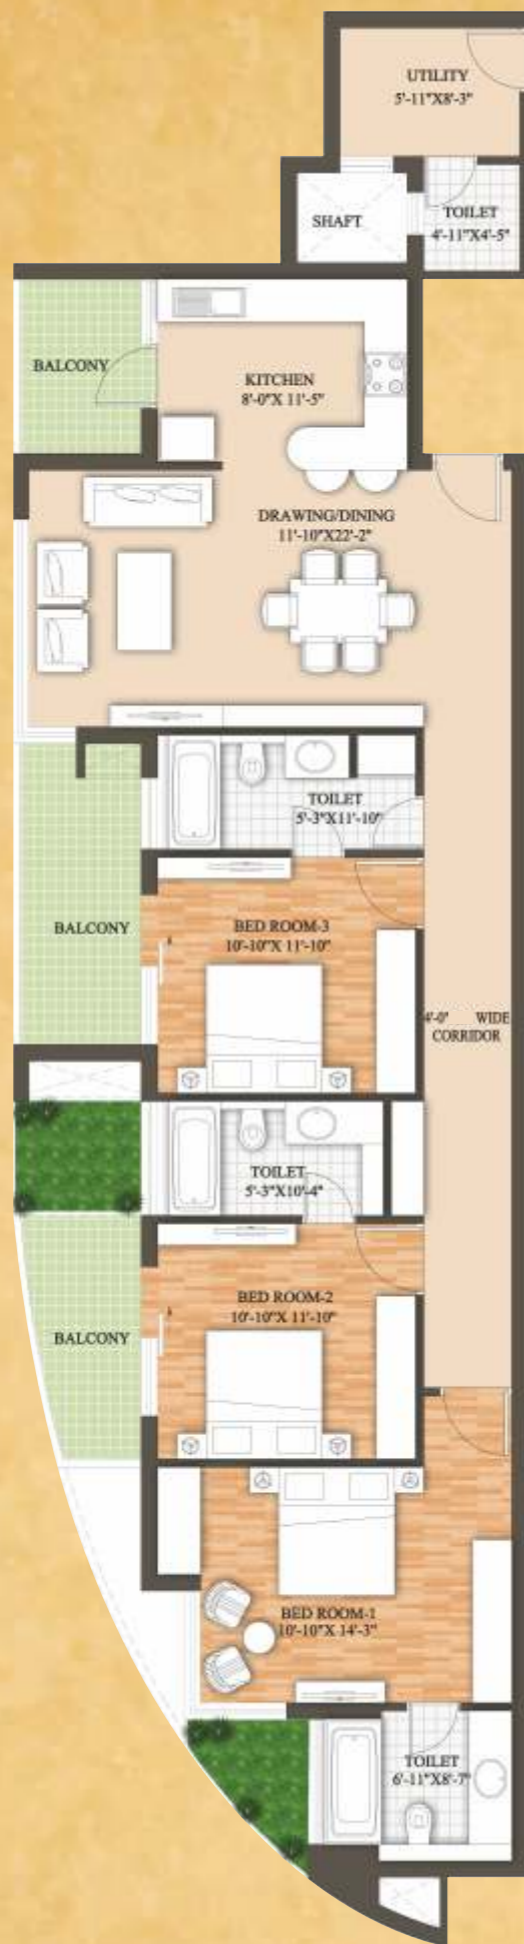 UTILITY
5'-11"X8'-3"
SHAFT
TOILET
4'-11"X4'-5"
BALCONY
KITCHEN
8'-0"X 11'-5"
DRAWING/DINING
11'-10"X22'-2"
TOILET
5'-3"X11'-10"
BALCONY
BED ROOM-3
10'-10"X 11'-10"
4'-0" WIDE
CORRIDOR
TOILET
5'-3"X10'-4"
BED ROOM-2
10'-10"X 11'-10"
BALCONY
BED ROOM-1
10'-10"X 14'-3"
TOILET
6'-11"X8'-7"